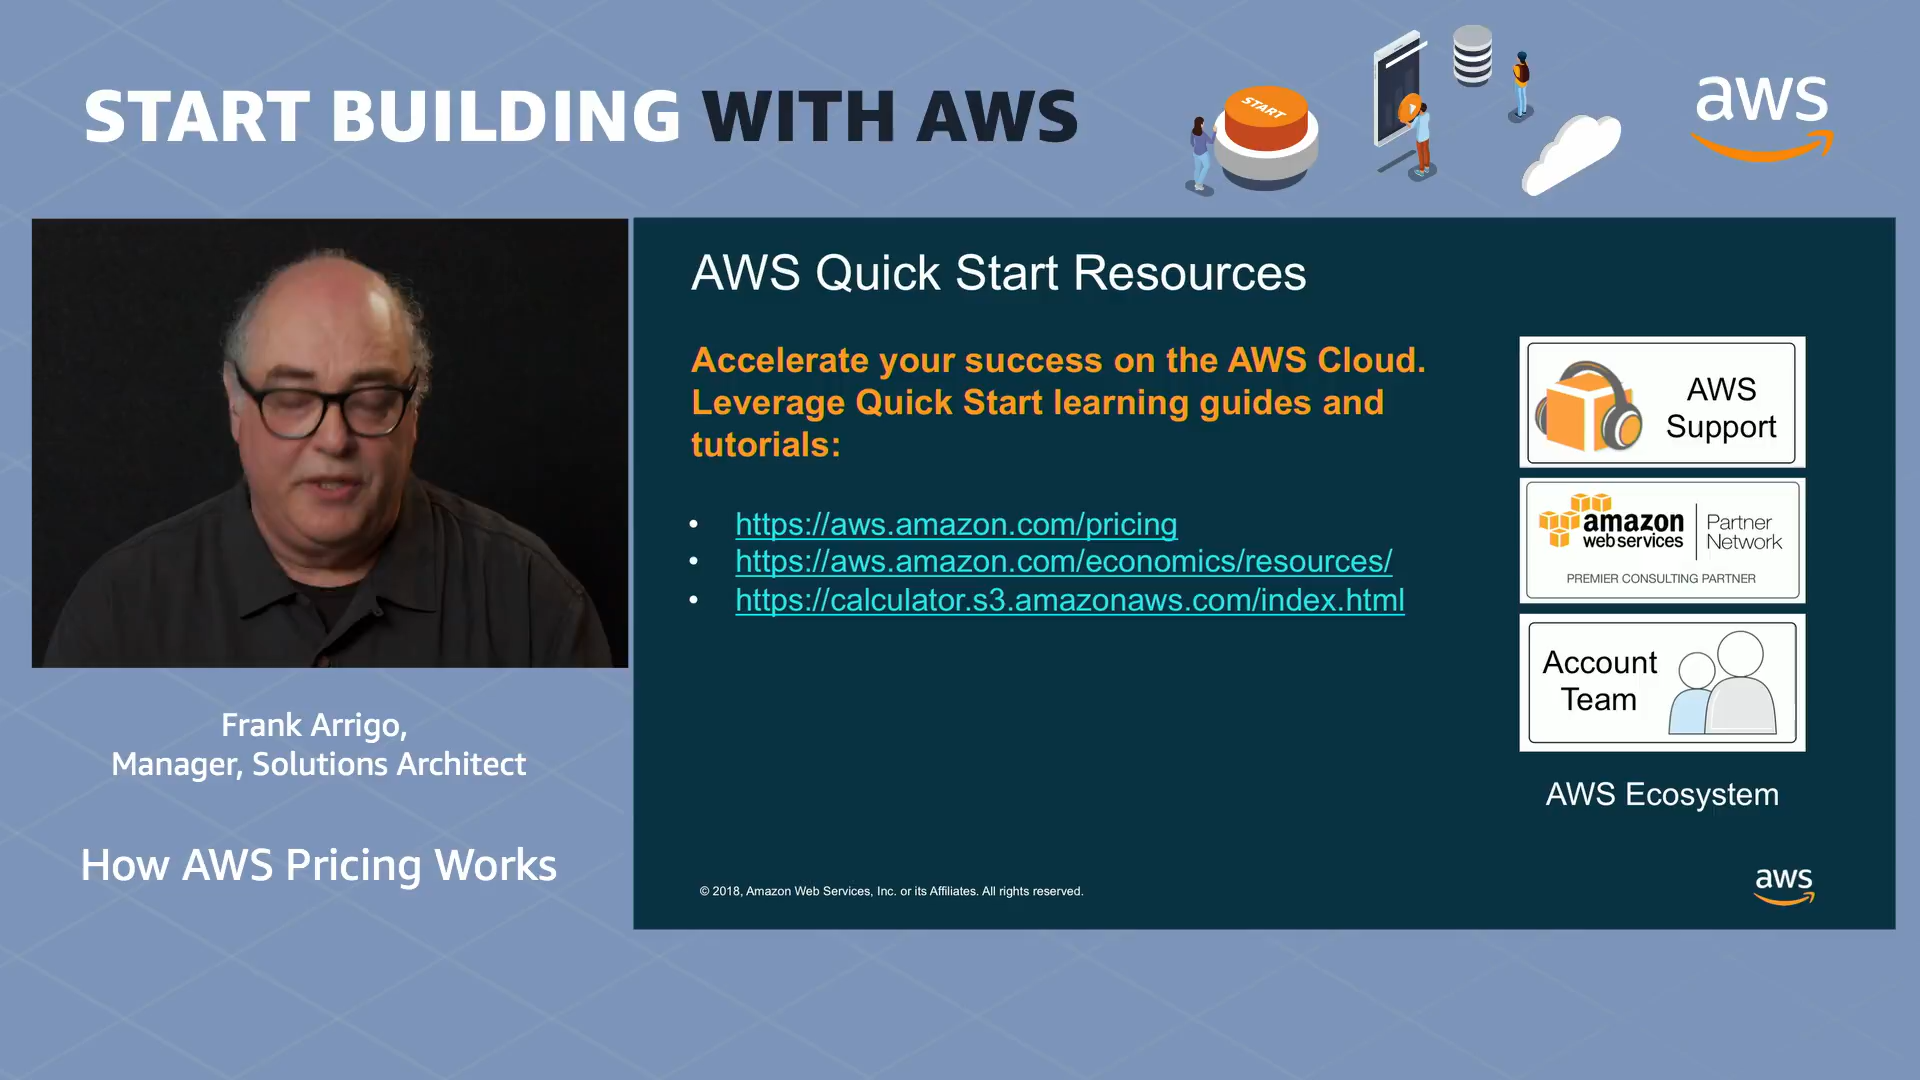 START BUILDING WITH AWS
START
aws
AWS Quick Start Resources
Accelerate your success on the AWS Cloud.
Leverage Quick Start learning guides and
tutorials:
• https://aws.amazon.com/pricing
• https://aws.amazon.com/economics/resources/
• https://calculator.s3.amazonaws.com/index.html
AWS
Support
amazon
webservices
Partner
Network
PREMIER CONSULTING PARTNER
Account
Team
AWS Ecosystem
© 2018, Amazon Web Services, Inc. or its Affiliates. All rights reserved.
aws
Frank Arrigo,
Manager, Solutions Architect
How AWS Pricing Works